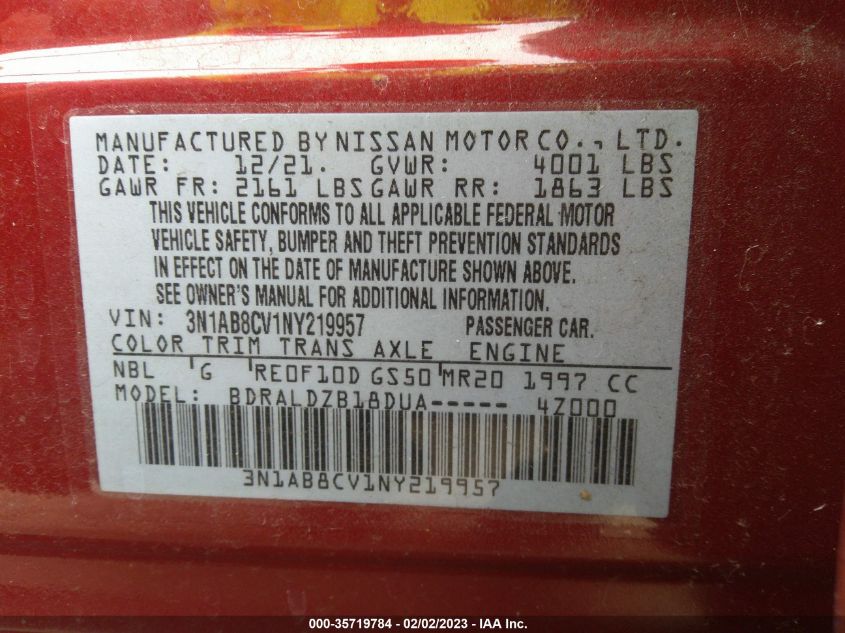 MANUFACTURED BY NISSAN MOTOR CO., LTD.
DATE: 12/21. GVWR: 4001 LBS
GAWR FR: 2161 LBS GAWR RR: 1863 LBS
THIS VEHICLE CONFORMS TO ALL APPLICABLE FEDERAL MOTOR
VEHICLE SAFETY, BUMPER AND THEFT PREVENTION STANDARDS
IN EFFECT ON THE DATE OF MANUFACTURE SHOWN ABOVE.
SEE OWNER'S MANUAL FOR ADDITIONAL INFORMATION.
VIN: 3N1AB8CV1NY219957 PASSENGER CAR.
COLOR TRIM TRANS AXLE ENGINE
NBL G RE0F10D GS50 MR20 1997 CC
MODEL: BDRALDZB18DUA----- 4Z000
3N1AB8CV1NY219957
000-35719784 - 02/02/2023 - IAA Inc.